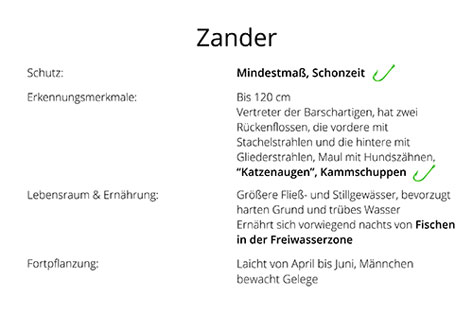 Zander
Schutz: Mindestmaß, Schonzeit
Erkennungsmerkmale: Bis 120 cm
Vertreter der Barschartigen, hat zwei
Rückenflossen, die vordere mit
Stachelstrahlen und die hintere mit
Gliederstrahlen, Maul mit Hundszähnen,
"Katzenaugen", Kammschuppen
Lebensraum & Ernährung: Größere Fließ- und Stillgewässer, bevorzugt
harten Grund und trübes Wasser
Ernährt sich vorwiegend nachts von Fischen
in der Freiwasserzone
Fortpflanzung: Laicht von April bis Juni, Männchen
bewacht Gelege